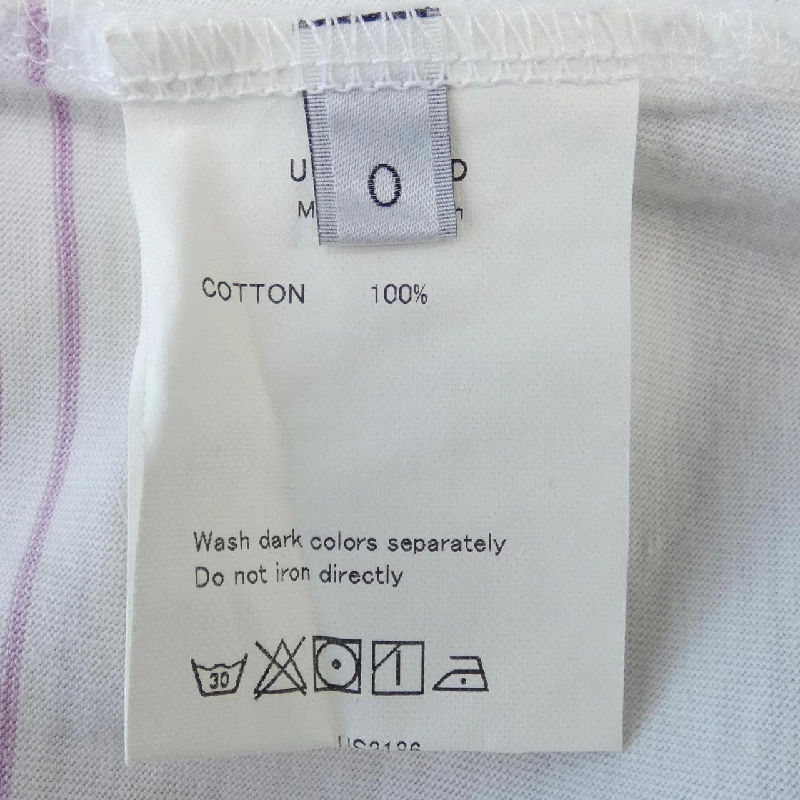 0
COTTON 100%
Wash dark colors separately
Do not iron directly
30